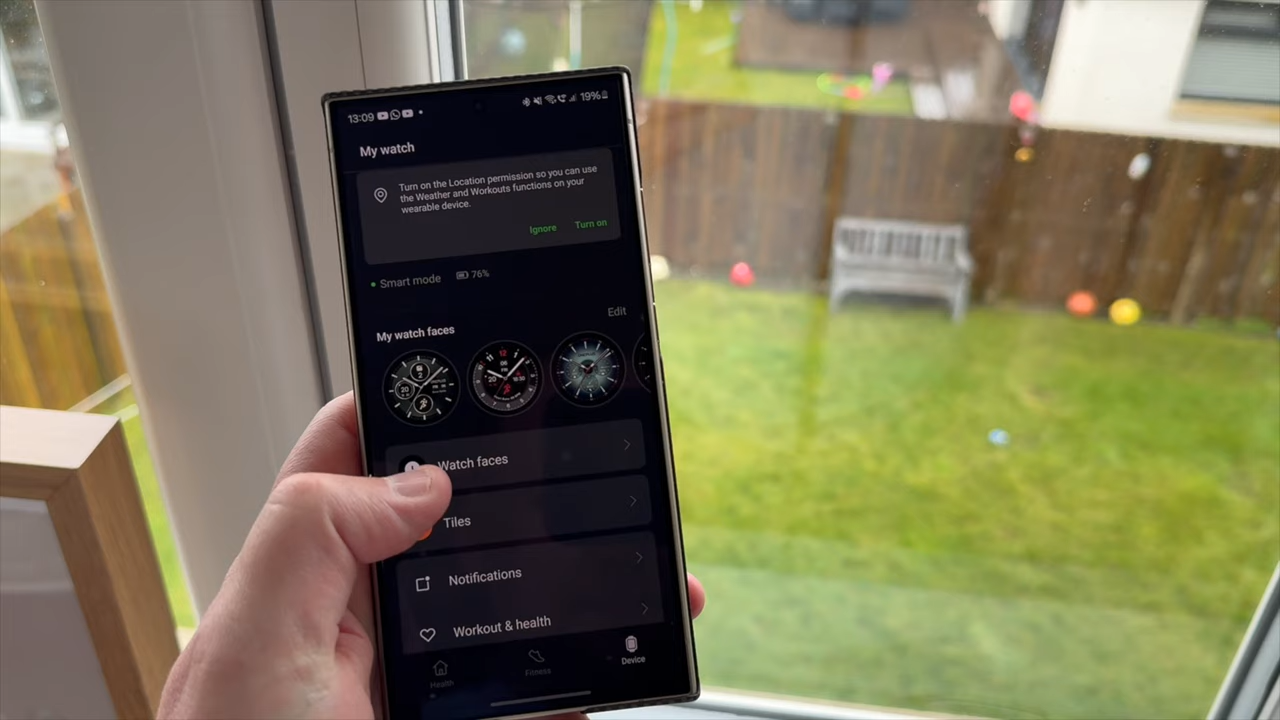 13:09 19%
My watch
Turn on the Location permission so you can use
the Weather and Workouts functions on your
wearable device.
Ignore Turn on
Smart mode 76%
Edit
My watch faces
Watch faces
Tiles
Notifications
Workout & health
Health Fitness Device